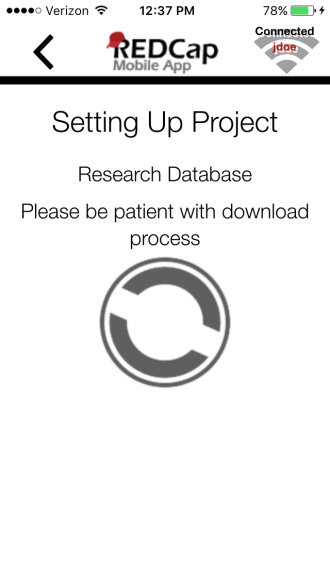 Verizon 12:37 PM 78%
Connected
REDCap jdoe
Mobile App
Setting Up Project
Research Database
Please be patient with download
process